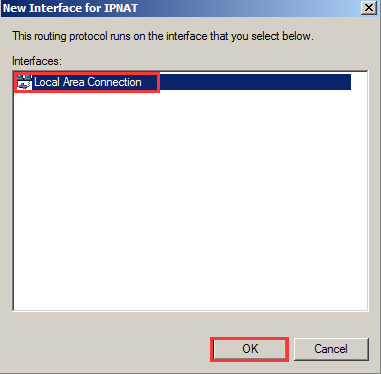 New Interface for IPNAT
This routing protocol runs on the interface that you select below.
Interfaces:
Local Area Connection
OK
Cancel